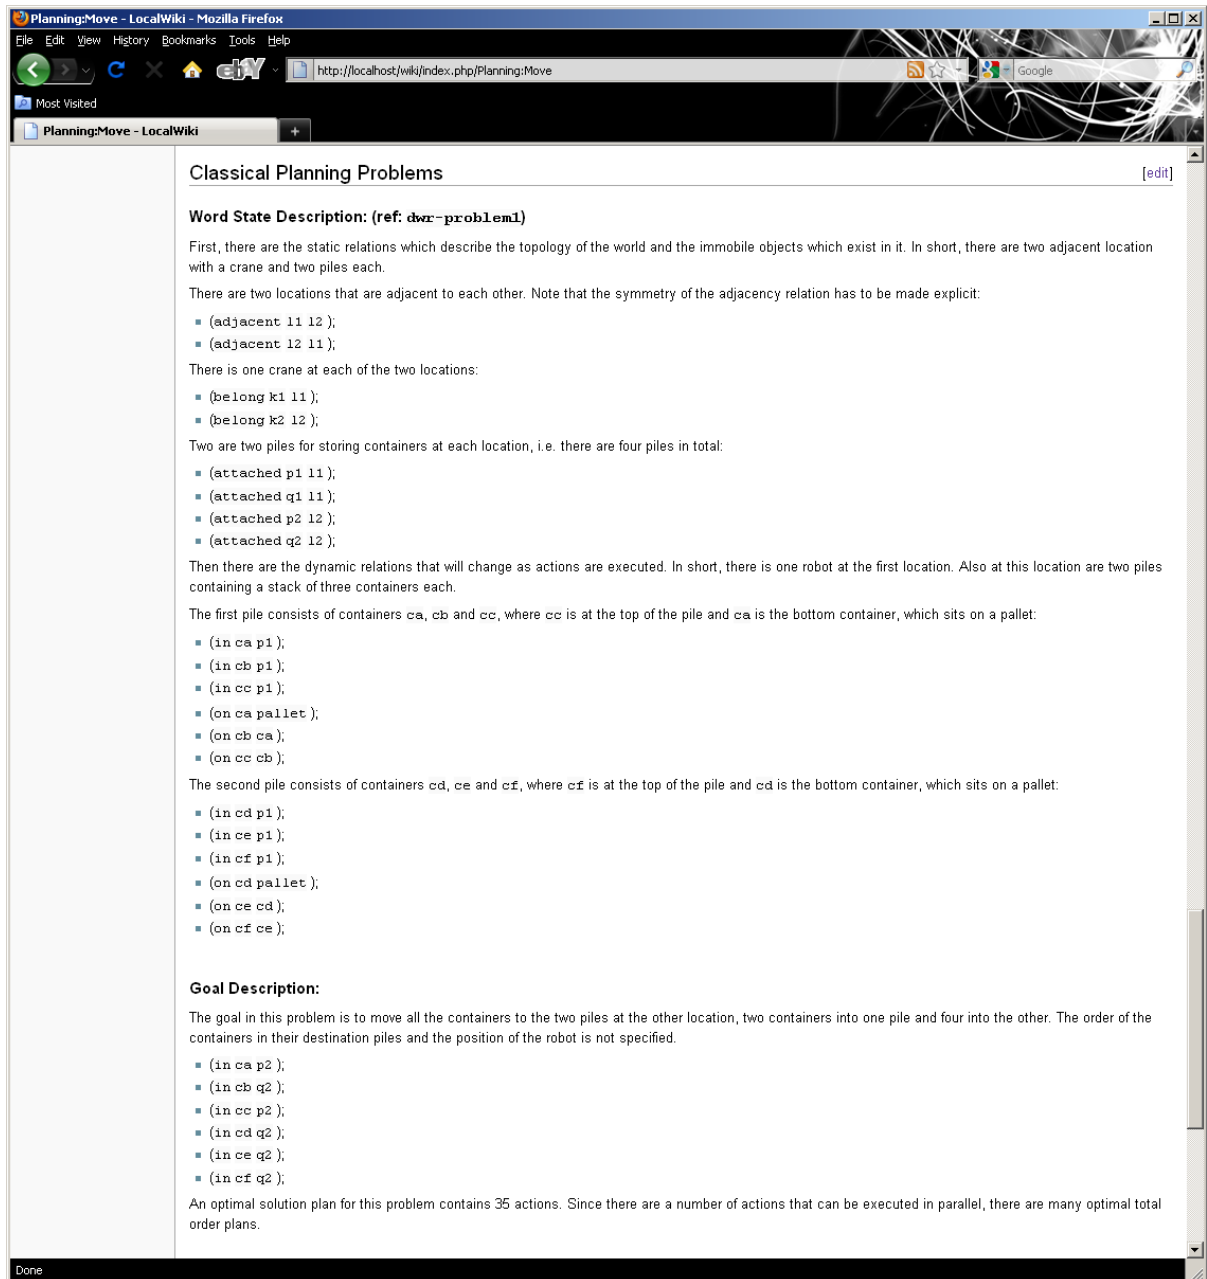 Planning:Move - LocalWiki - Mozilla Firefox
File Edit View History Bookmarks Tools Help
ebY http://localhost/wiki/index.php/Planning:Move Google
Most Visited
Planning:Move - LocalWiki +
Classical Planning Problems [edit]
Word State Description: (ref: dwr-problem1)
First, there are the static relations which describe the topology of the world and the immobile objects which exist in it. In short, there are two adjacent location
with a crane and two piles each.
There are two locations that are adjacent to each other. Note that the symmetry of the adjacency relation has to be made explicit:
(adjacent l1 l2 );
(adjacent l2 l1 );
There is one crane at each of the two locations:
(belong k1 l1 );
(belong k2 l2 );
Two are two piles for storing containers at each location, i.e. there are four piles in total:
(attached p1 l1 );
(attached q1 l1 );
(attached p2 l2 );
(attached q2 l2 );
Then there are the dynamic relations that will change as actions are executed. In short, there is one robot at the first location. Also at this location are two piles
containing a stack of three containers each.
The first pile consists of containers ca, cb and cc, where cc is at the top of the pile and ca is the bottom container, which sits on a pallet:
(in ca p1 );
(in cb p1 );
(in cc p1 );
(on ca pallet );
(on cb ca );
(on cc cb );
The second pile consists of containers cd, ce and cf, where cf is at the top of the pile and cd is the bottom container, which sits on a pallet:
(in cd p1 );
(in ce p1 );
(in cf p1 );
(on cd pallet );
(on ce cd );
(on cf ce );
Goal Description:
The goal in this problem is to move all the containers to the two piles at the other location, two containers into one pile and four into the other. The order of the
containers in their destination piles and the position of the robot is not specified.
(in ca p2 );
(in cb q2 );
(in cc p2 );
(in cd q2 );
(in ce q2 );
(in cf q2 );
An optimal solution plan for this problem contains 35 actions. Since there are a number of actions that can be executed in parallel, there are many optimal total
order plans.
Done